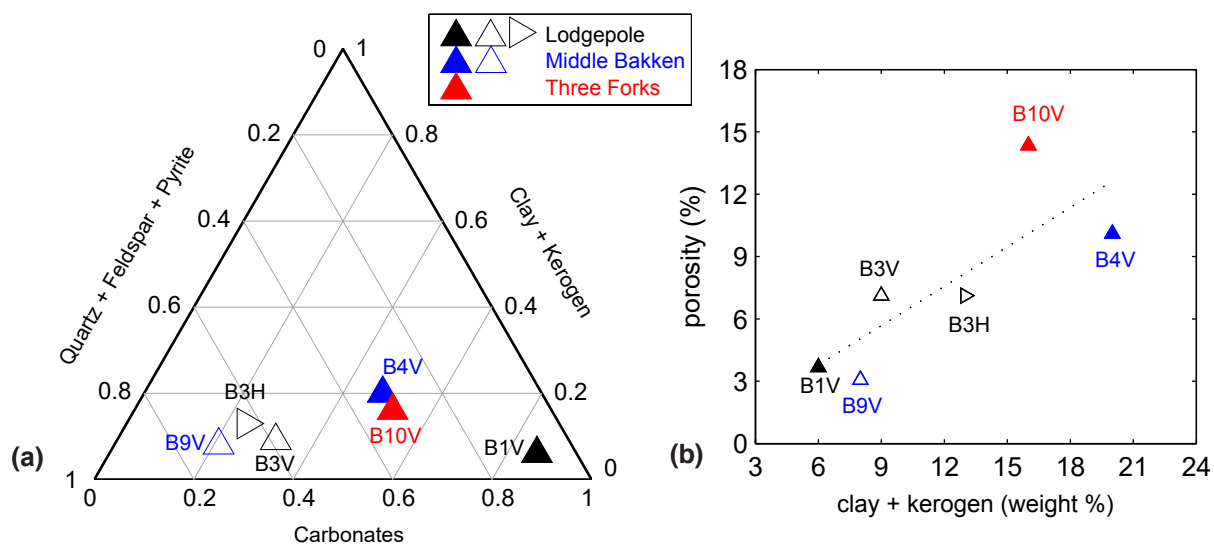 Lodgepole
Middle Bakken
Three Forks
0 1
0.2 0.8
0.4 0.6
0.6 0.4
0.8 0.2
1 0
0 0.2 0.4 0.6 0.8 1
Quartz + Feldspar + Pyrite
Clay + Kerogen
Carbonates
B4V
B3H
B10V
B9V
B3V
B1V
(a)
18
15
12
9
6
3
0
3 6 9 12 15 18 21 24
porosity (%)
clay + kerogen (weight %)
B10V
B4V
B3V
B3H
B1V
B9V
(b)